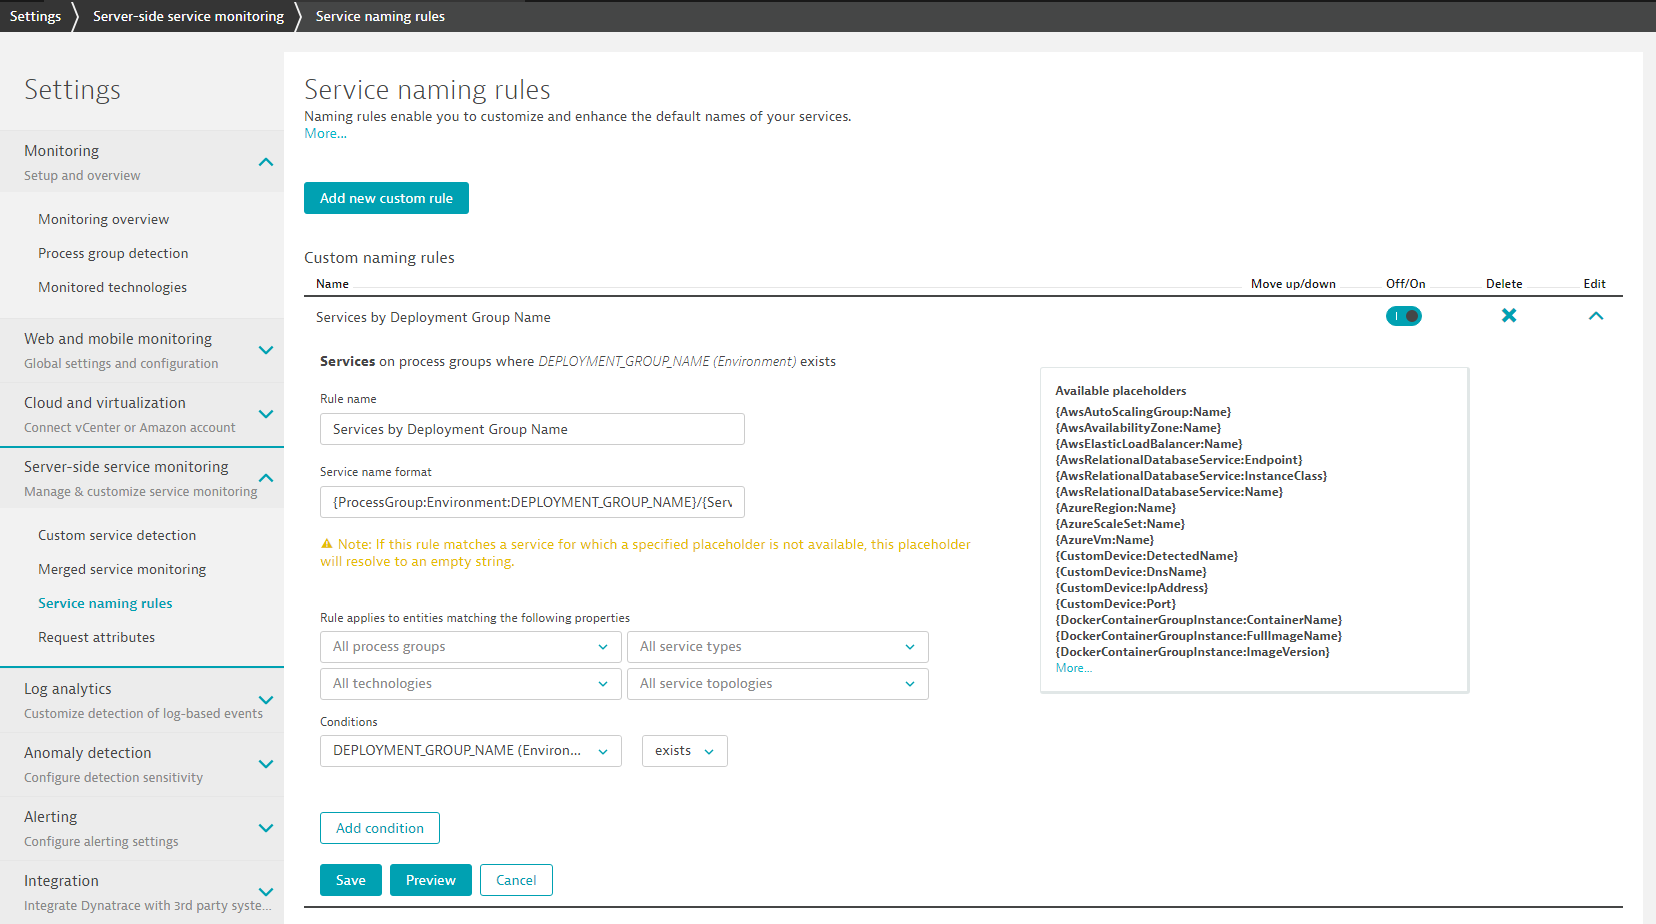 Settings
Server-side service monitoring
Service naming rules
Settings
Monitoring
Setup and overview
Monitoring overview
Process group detection
Monitored technologies
Web and mobile monitoring
Global settings and configuration
Cloud and virtualization
Connect vCenter or Amazon account
Server-side service monitoring
Manage & customize service monitoring
Custom service detection
Merged service monitoring
Service naming rules
Request attributes
Log analytics
Customize detection of log-based events
Anomaly detection
Configure detection sensitivity
Alerting
Configure alerting settings
Integration
Integrate Dynatrace with 3rd party syste...
Service naming rules
Naming rules enable you to customize and enhance the default names of your services.
More...
Add new custom rule
Custom naming rules
Name Move up/down Off/On Delete Edit
Services by Deployment Group Name
Services on process groups where DEPLOYMENT_GROUP_NAME (Environment) exists
Rule name
Services by Deployment Group Name
Service name format
{ProcessGroup:Environment:DEPLOYMENT_GROUP_NAME}/{Serv
Note: If this rule matches a service for which a specified placeholder is not available, this placeholder
will resolve to an empty string.
Rule applies to entities matching the following properties
All process groups All service types
All technologies All service topologies
Conditions
DEPLOYMENT_GROUP_NAME (Environ... exists
Add condition
Save Preview Cancel
Available placeholders
{AwsAutoScalingGroup:Name}
{AwsAvailabilityZone:Name}
{AwsElasticLoadBalancer:Name}
{AwsRelationalDatabaseService:Endpoint}
{AwsRelationalDatabaseService:InstanceClass}
{AwsRelationalDatabaseService:Name}
{AzureRegion:Name}
{AzureScaleSet:Name}
{AzureVm:Name}
{CustomDevice:DetectedName}
{CustomDevice:DnsName}
{CustomDevice:IpAddress}
{CustomDevice:Port}
{DockerContainerGroupInstance:ContainerName}
{DockerContainerGroupInstance:FullImageName}
{DockerContainerGroupInstance:ImageVersion}
More...